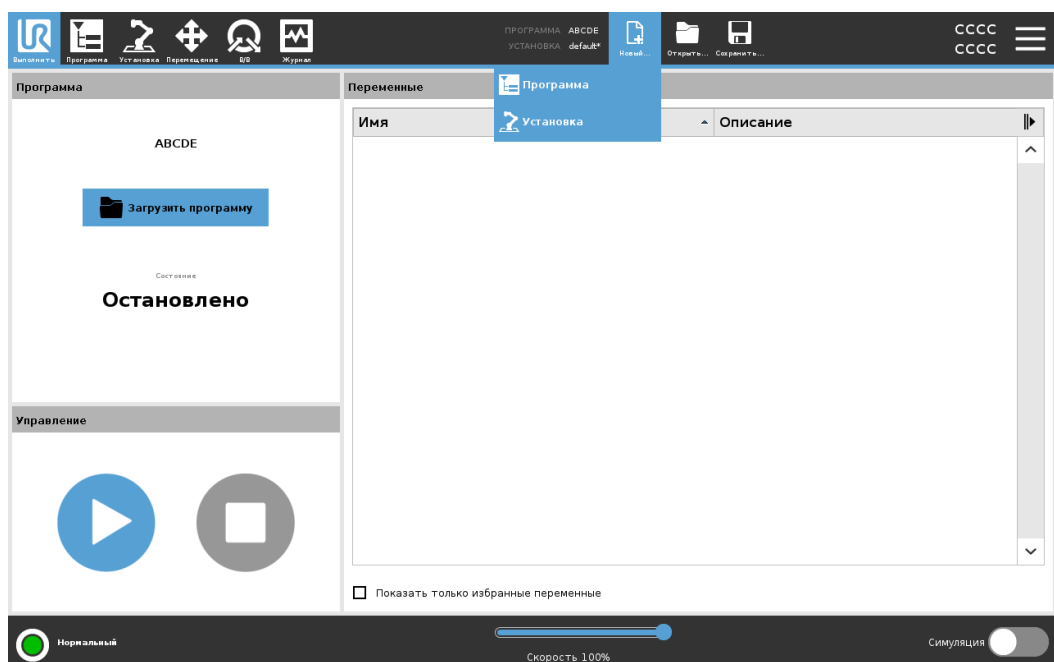 UR
Выполнить
Программа
Установка
Перемещение
В/В
Журнал
ПРОГРАММА ABCDE
УСТАНОВКА default*
Новый...
Открыть...
Сохранить...
CCCC
CCCC
Программа
Установка
Программа
ABCDE
Загрузить программу
Состояние
Остановлено
Управление
Переменные
Имя
Описание
Показать только избранные переменные
Нормальный
Скорость 100%
Симуляция